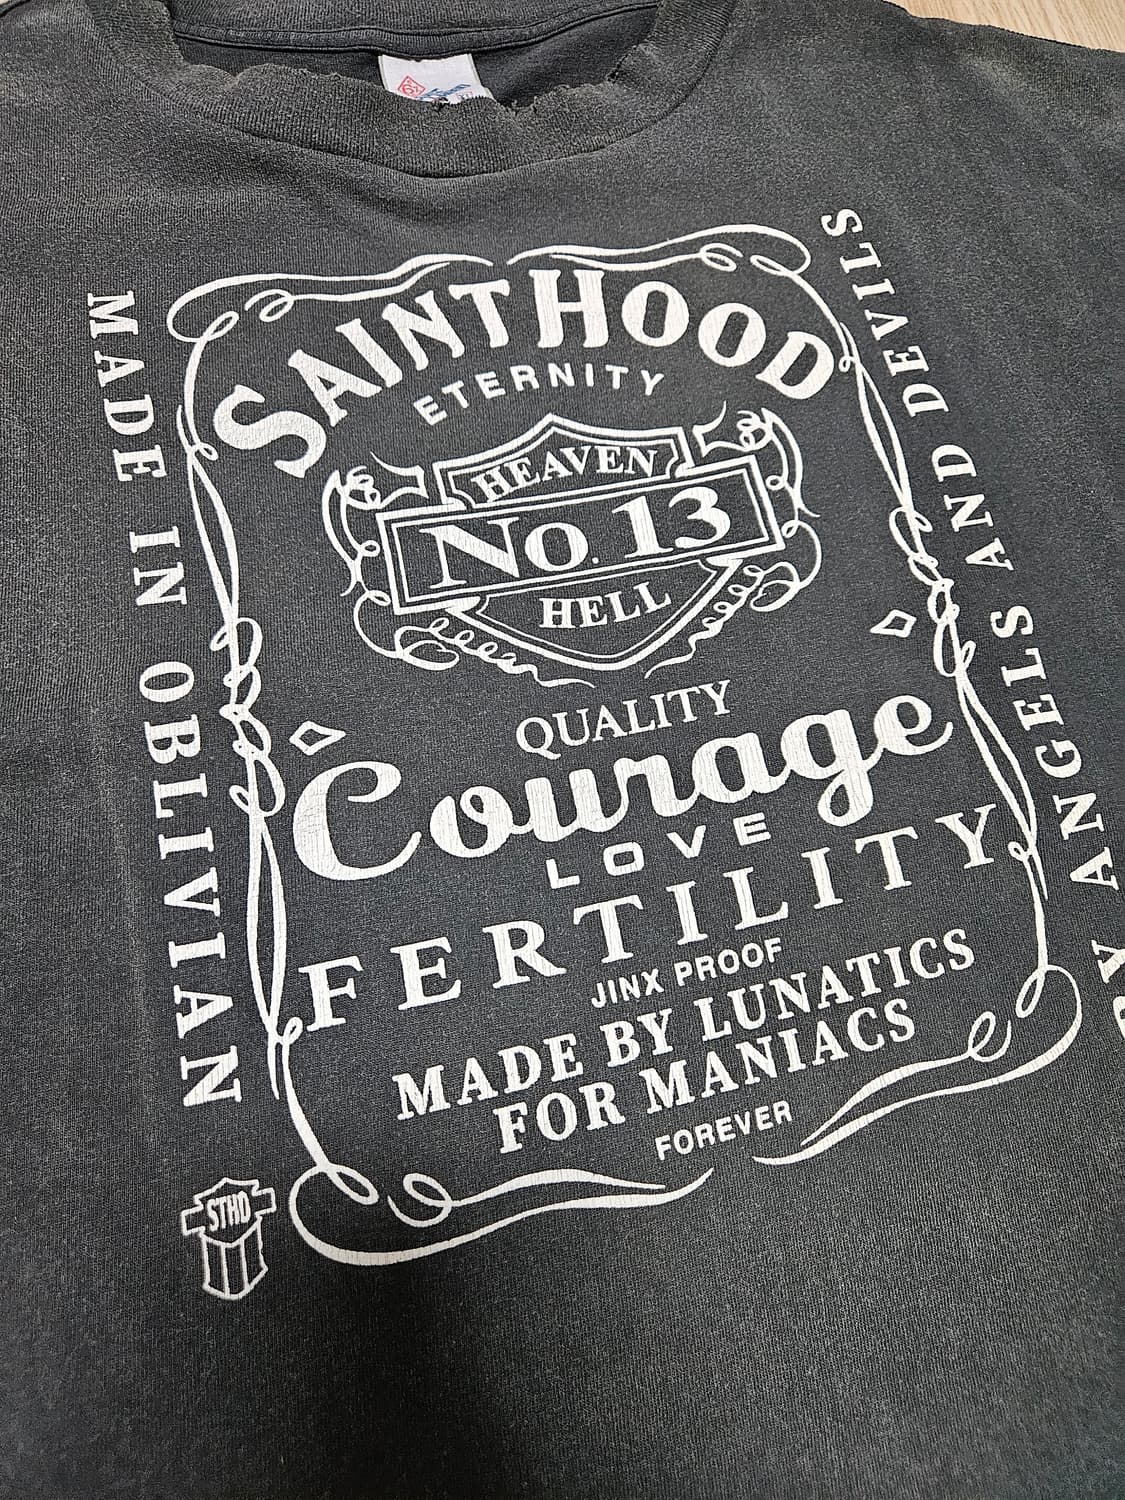 SAINTHOOD
ETERNITY
HEAVEN
No. 13
HELL
QUALITY
Courage
LOVE
FERTILITY
JINX PROOF
MADE BY LUNATICS
FOR MANIACS
FOREVER
MADE IN OBLIVIAN
BY ANGELS AND DEVILS
STHD